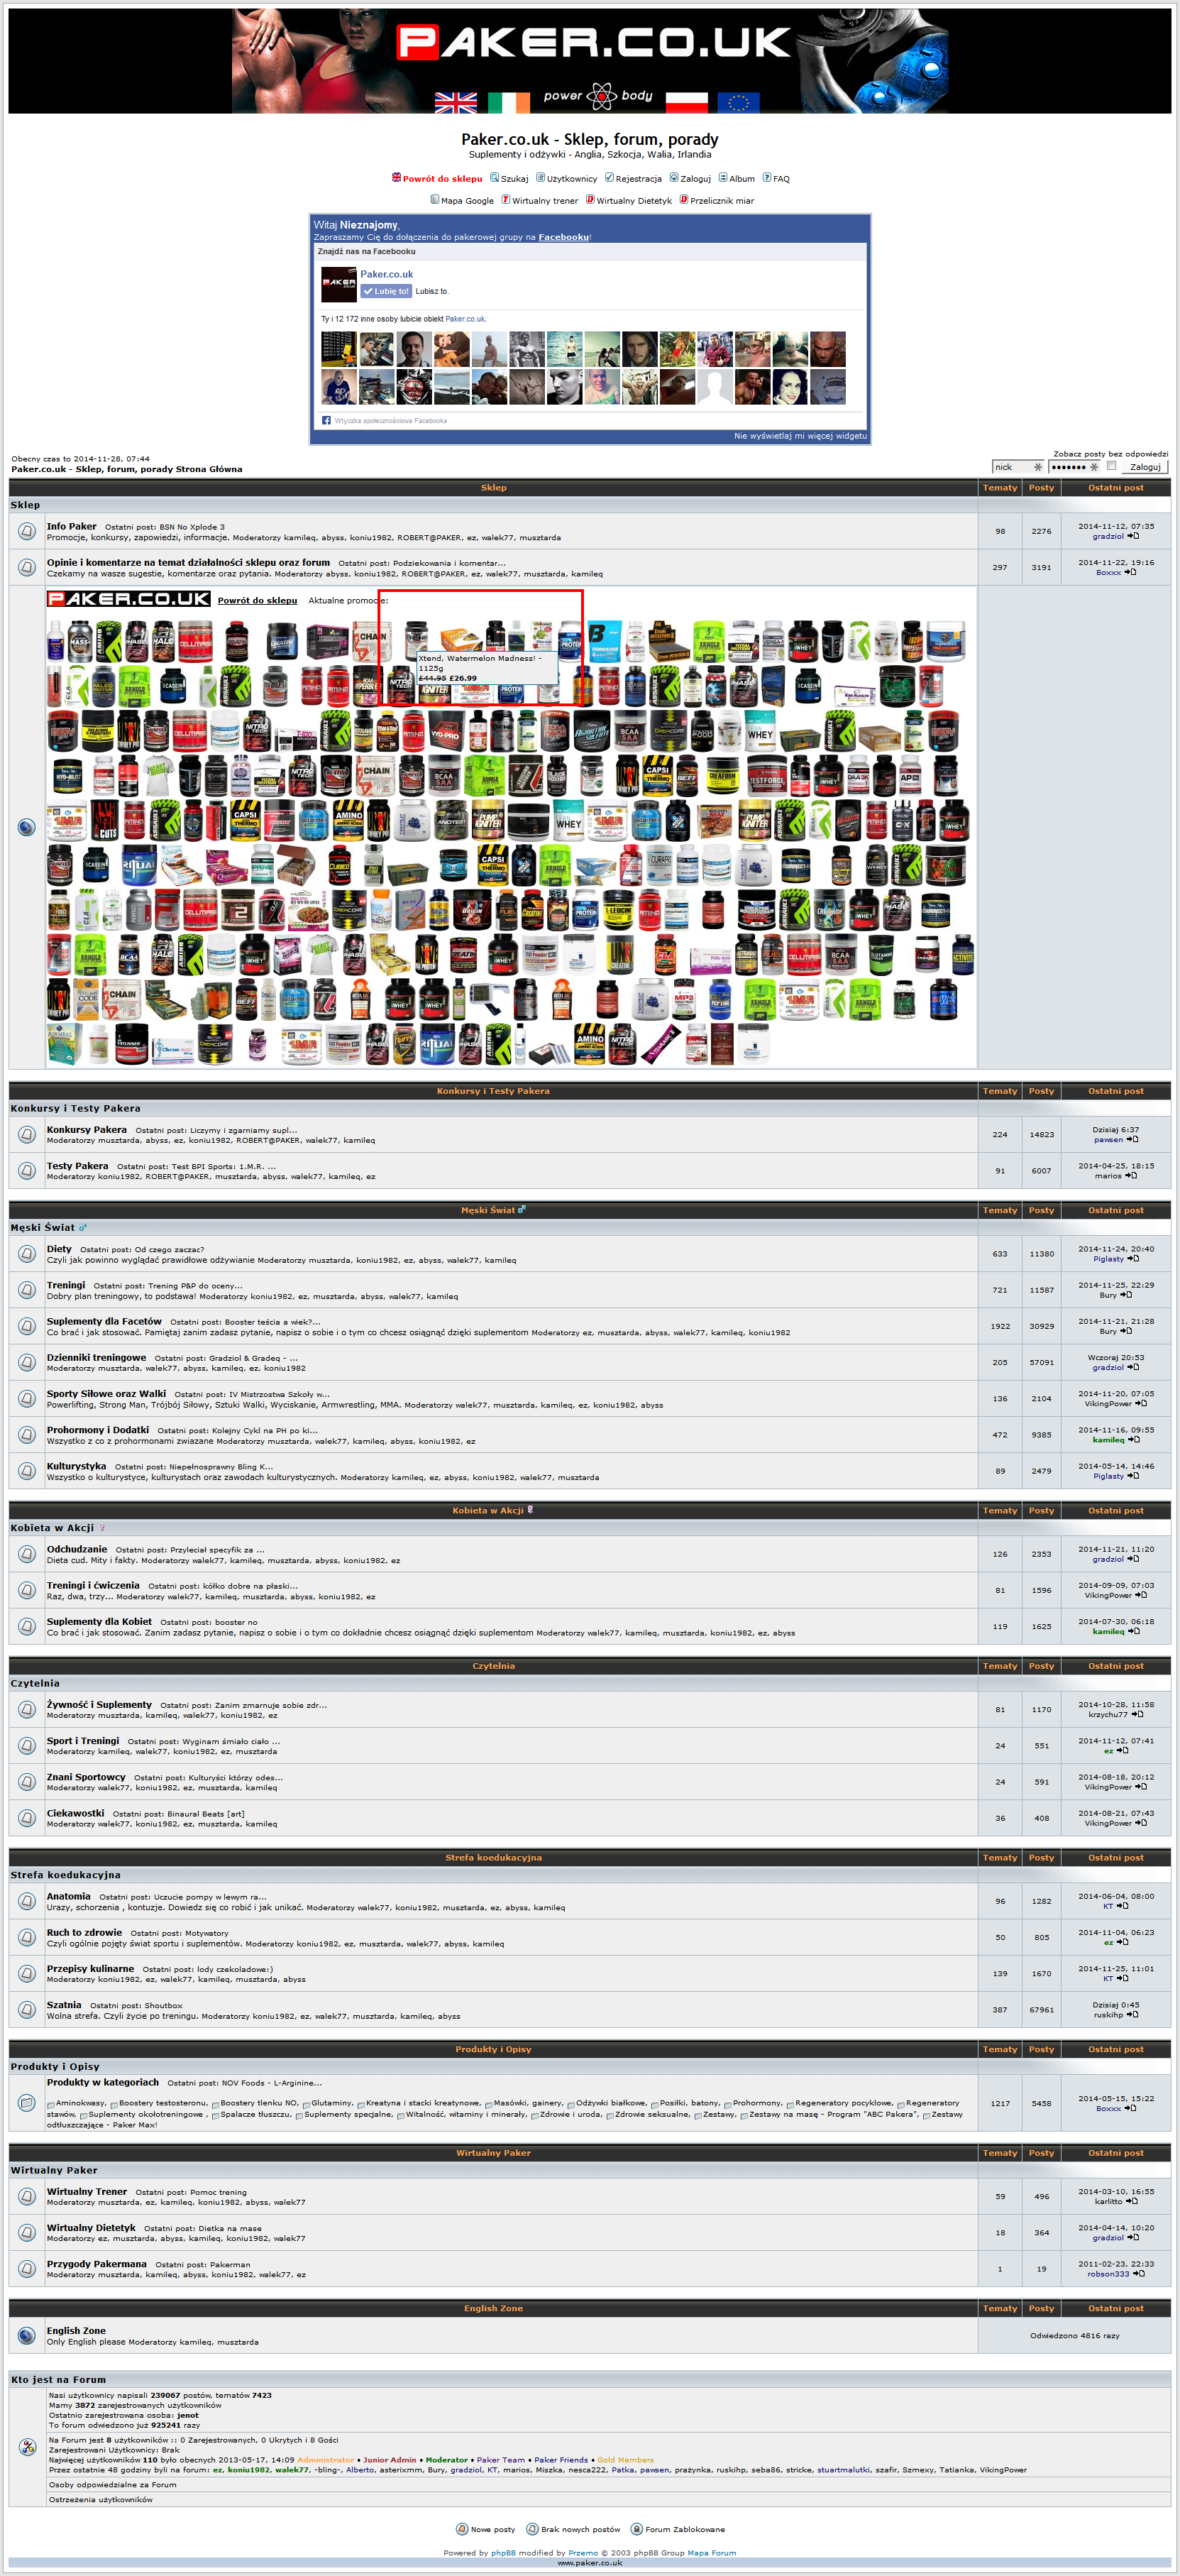 PAKER.CO.UK
power body
Paker.co.uk - Sklep, forum, porady
Suplementy i odżywki - Anglia, Szkocja, Walia, Irlandia
Powrót do sklepu Szukaj Użytkownicy Rejestracja Zaloguj Album FAQ
Mapa Google Wirtualny trener Wirtualny Dietetyk Przelicznik miar
Witaj Nieznajomy,
Zapraszamy Cię do dołączenia do pakerowej grupy na Facebooku!
Znajdź nas na Facebooku
Paker.co.uk
Lubię to! Lubisz to.
Ty i 12 172 inne osoby lubicie obiekt Paker.co.uk.
Wtyczka społecznościowa Facebooka
Nie wyświetlaj mi więcej widgetu
Zobacz posty bez odpowiedzi
Obecny czas to 2014-11-28, 07:44
Paker.co.uk - Sklep, forum, porady Strona Główna
nick Zaloguj
Sklep Tematy Posty Ostatni post
Sklep
Info Paker Ostatni post: BSN No Xplode 3
Promocje, konkursy, zapowiedzi, informacje. Moderatorzy kamileq, abyss, koniu1982, ROBERT@PAKER, ez, walek77, musztarda
98 2276 2014-11-12, 07:35
gradziol
Opinie i komentarze na temat działalności sklepu oraz forum Ostatni post: Podziekowania i komentar...
Czekamy na wasze sugestie, komentarze oraz pytania. Moderatorzy abyss, koniu1982, ROBERT@PAKER, ez, walek77, musztarda, kamileq
297 3191 2014-11-22, 19:16
Boxxx
PAKER.CO.UK Powrót do sklepu Aktualne promocje:
Xtend, Watermelon Madness! -
1125g
£44.95 £26.99
Konkursy i Testy Pakera Tematy Posty Ostatni post
Konkursy i Testy Pakera
Konkursy Pakera Ostatni post: Liczymy i zgarniamy supl...
Moderatorzy musztarda, abyss, ez, koniu1982, ROBERT@PAKER, walek77, kamileq
224 14823 Dzisiaj 6:37
pawsen
Testy Pakera Ostatni post: Test BPI Sports: 1.M.R. ...
Moderatorzy koniu1982, ROBERT@PAKER, musztarda, abyss, walek77, kamileq, ez
91 6007 2014-04-25, 18:15
marios
Męski Świat Tematy Posty Ostatni post
Męski Świat
Diety Ostatni post: Od czego zaczac?
Czyli jak powinno wyglądać prawidłowe odżywianie Moderatorzy musztarda, koniu1982, ez, abyss, walek77, kamileq
633 11380 2014-11-24, 20:40
Piglasty
Treningi Ostatni post: Trening P&P do oceny...
Dobry plan treningowy, to podstawa! Moderatorzy koniu1982, ez, musztarda, abyss, walek77, kamileq
721 11587 2014-11-25, 22:29
Bury
Suplementy dla Facetów Ostatni post: Booster teścia a wiek?...
Co brać i jak stosować. Pamiętaj zanim zadasz pytanie, napisz o sobie i o tym co chcesz osiągnąć dzięki suplementom Moderatorzy ez, musztarda, abyss, walek77, kamileq, koniu1982
1922 30929 2014-11-21, 21:28
Bury
Dzienniki treningowe Ostatni post: Gradziol & Gradeq - ...
Moderatorzy musztarda, walek77, abyss, kamileq, ez, koniu1982
205 57091 Wczoraj 20:53
gradziol
Sporty Siłowe oraz Walki Ostatni post: IV Mistrzostwa Szkoły w...
Powerlifting, Strong Man, Trójbój Siłowy, Sztuki Walki, Wyciskanie, Armwrestling, MMA. Moderatorzy walek77, musztarda, kamileq, ez, koniu1982, abyss
136 2104 2014-11-20, 07:05
VikingPower
Prohormony i Dodatki Ostatni post: Kolejny Cykl na PH po ki...
Wszystko z co z prohormonami zwiazane Moderatorzy musztarda, walek77, kamileq, abyss, koniu1982, ez
472 9385 2014-11-16, 09:55
kamileq
Kulturystyka Ostatni post: Niepełnosprawny Bling K...
Wszystko o kulturystyce, kulturystach oraz zawodach kulturystycznych. Moderatorzy kamileq, ez, abyss, koniu1982, walek77, musztarda
89 2479 2014-05-14, 14:46
Piglasty
Kobieta w Akcji Tematy Posty Ostatni post
Kobieta w Akcji
Odchudzanie Ostatni post: Przyleciał specyfik za ...
Dieta cud. Mity i fakty. Moderatorzy walek77, kamileq, musztarda, abyss, koniu1982, ez
126 2353 2014-11-21, 11:20
gradziol
Treningi i ćwiczenia Ostatni post: kółko dobre na płaski...
Raz, dwa, trzy... Moderatorzy walek77, kamileq, musztarda, abyss, koniu1982, ez
81 1596 2014-09-09, 07:03
VikingPower
Suplementy dla Kobiet Ostatni post: booster no
Co brać i jak stosować. Zanim zadasz pytanie, napisz o sobie i o tym co dokładnie chcesz osiągnąć dzięki suplementom Moderatorzy walek77, kamileq, musztarda, koniu1982, ez, abyss
119 1625 2014-07-30, 06:18
kamileq
Czytelnia Tematy Posty Ostatni post
Czytelnia
Żywność i Suplementy Ostatni post: Zanim zmarnuje sobie zdr...
Moderatorzy musztarda, kamileq, walek77, koniu1982, ez
81 1170 2014-10-28, 11:58
krzychu77
Sport i Treningi Ostatni post: Wyginam śmiało ciało ...
Moderatorzy kamileq, walek77, koniu1982, ez, musztarda
24 551 2014-11-12, 07:41
ez
Znani Sportowcy Ostatni post: Kulturyści którzy odes...
Moderatorzy walek77, koniu1982, ez, musztarda, kamileq
24 591 2014-08-18, 20:12
VikingPower
Ciekawostki Ostatni post: Binaural Beats [art]
Moderatorzy walek77, koniu1982, ez, musztarda, kamileq
36 408 2014-08-21, 07:43
VikingPower
Strefa koedukacyjna Tematy Posty Ostatni post
Strefa koedukacyjna
Anatomia Ostatni post: Uczucie pompy w lewym ra...
Urazy, schorzenia , kontuzje. Dowiedz się co robić i jak unikać. Moderatorzy walek77, koniu1982, musztarda, ez, abyss, kamileq
96 1282 2014-06-04, 08:00
KT
Ruch to zdrowie Ostatni post: Motywatory
Czyli ogólnie pojęty świat sportu i suplementów. Moderatorzy koniu1982, ez, musztarda, walek77, abyss, kamileq
50 805 2014-11-04, 06:23
ez
Przepisy kulinarne Ostatni post: lody czekoladowe:)
Moderatorzy koniu1982, ez, walek77, kamileq, musztarda, abyss
139 1670 2014-11-25, 11:01
KT
Szatnia Ostatni post: Shoutbox
Wolna strefa. Czyli życie po treningu. Moderatorzy koniu1982, ez, walek77, musztarda, kamileq, abyss
387 67961 Dzisiaj 0:45
ruskihp
Produkty i Opisy Tematy Posty Ostatni post
Produkty i Opisy
Produkty w kategoriach Ostatni post: NOV Foods - L-Arginine...
Aminokwasy, Boostery testosteronu, Boostery tlenku NO, Glutaminy, Kreatyna i stacki kreatynowe, Masówki, gainery, Odżywki białkowe, Posiłki, batony, Prohormony, Regeneratory pocyklowe, Regeneratory
stawów, Suplementy okołotreningowe , Spalacze tłuszczu, Suplementy specjalne, Witalność, witaminy i minerały, Zdrowie i uroda, Zdrowie seksualne, Zestawy, Zestawy na masę - Program "ABC Pakera", Zestawy
odtłuszczające - Paker Max!
1217 5458 2014-05-15, 15:22
Boxxx
Wirtualny Paker Tematy Posty Ostatni post
Wirtualny Paker
Wirtualny Trener Ostatni post: Pomoc trening
Moderatorzy musztarda, ez, kamileq, koniu1982, abyss, walek77
59 496 2014-03-10, 16:55
karlitto
Wirtualny Dietetyk Ostatni post: Dietka na mase
Moderatorzy ez, musztarda, abyss, kamileq, koniu1982, walek77
18 364 2014-04-14, 10:20
gradziol
Przygody Pakermana Ostatni post: Pakerman
Moderatorzy musztarda, kamileq, abyss, koniu1982, walek77, ez
1 19 2011-02-23, 22:33
robson333
English Zone Tematy Posty Ostatni post
English Zone
Only English please Moderatorzy kamileq, musztarda
Odwiedzono 4816 razy
Kto jest na Forum
Nasi użytkownicy napisali 239067 postów, tematów 7423
Mamy 3872 zarejestrowanych użytkowników
Ostatnio zarejestrowana osoba: jenot
To forum odwiedzono już 925241 razy
Na Forum jest 8 użytkowników :: 0 Zarejestrowanych, 0 Ukrytych i 8 Gości
Zarejestrowani Użytkownicy: Brak
Najwięcej użytkowników 110 było obecnych 2013-05-17, 14:09 Administrator • Junior Admin • Moderator • Paker Team • Paker Friends • Gold Members
Przez ostatnie 48 godziny byli na forum: ez, koniu1982, walek77, -bling-, Alberto, asterixmm, Bury, gradziol, KT, marios, Miszka, nesca222, Patka, pawsen, prażynka, ruskihp, seba86, stricke, stuartmalutki, szafir, Szmexy, Tatianka, VikingPower
Osoby odpowiedzialne za Forum
Ostrzeżenia użytkowników
Nowe posty Brak nowych postów Forum Zablokowane
Powered by phpBB modified by Przemo © 2003 phpBB Group Mapa Forum
www.paker.co.uk